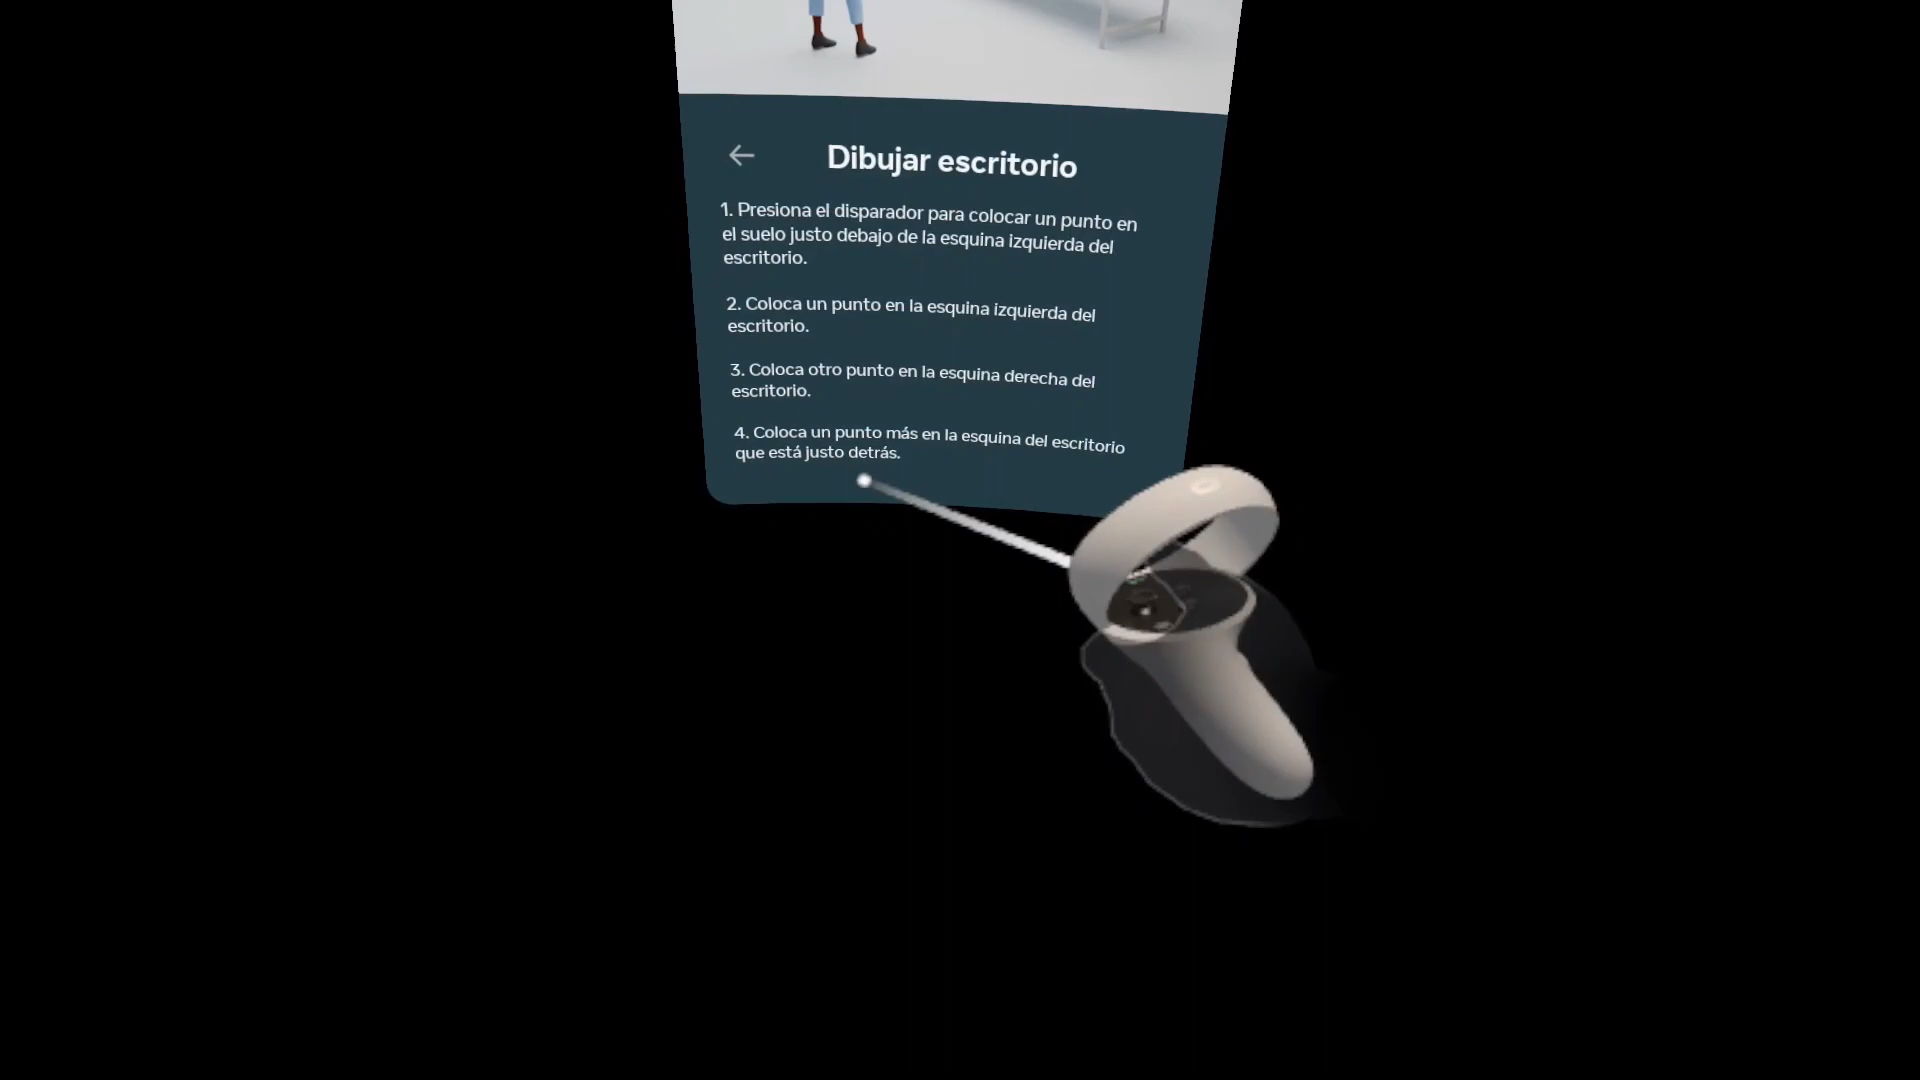 Dibujar escritorio
1. Presiona el disparador para colocar un punto en
el suelo justo debajo de la esquina izquierda del
escritorio.
2. Coloca un punto en la esquina izquierda del
escritorio.
3. Coloca otro punto en la esquina derecha del
escritorio.
4. Coloca un punto más en la esquina del escritorio
que está justo detrás.